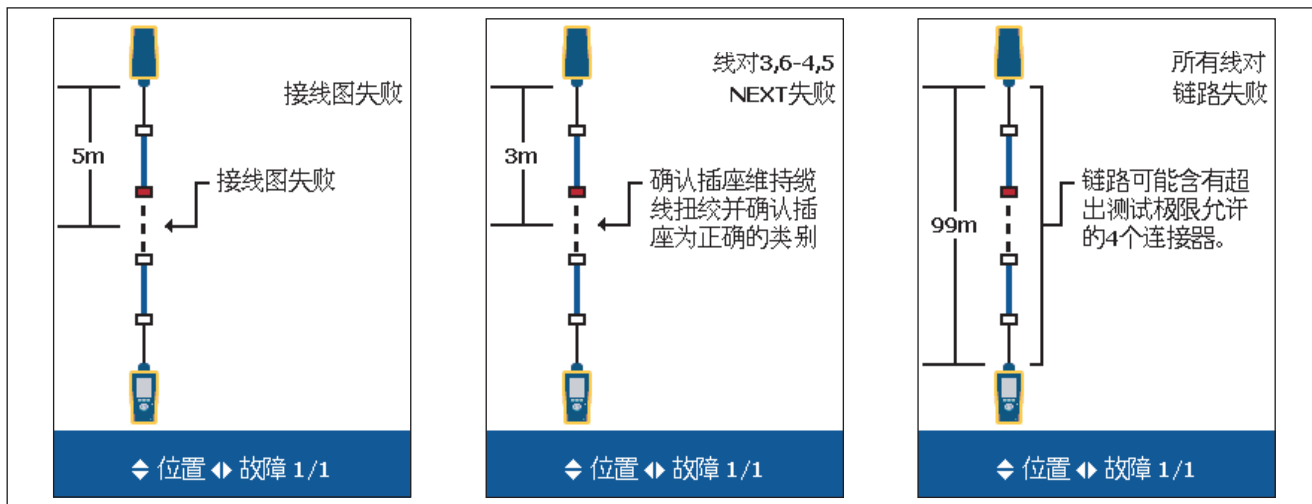 接线图失败
5m
接线图失败
位置 故障 1/1
线对3,6-4,5
NEXT失败
3m
确认插座维持缆
线扭绞并确认插
座为正确的类别
位置 故障 1/1
所有线对
链路失败
99m
链路可能含有超
出测试极限允许
的4个连接器。
位置 故障 1/1